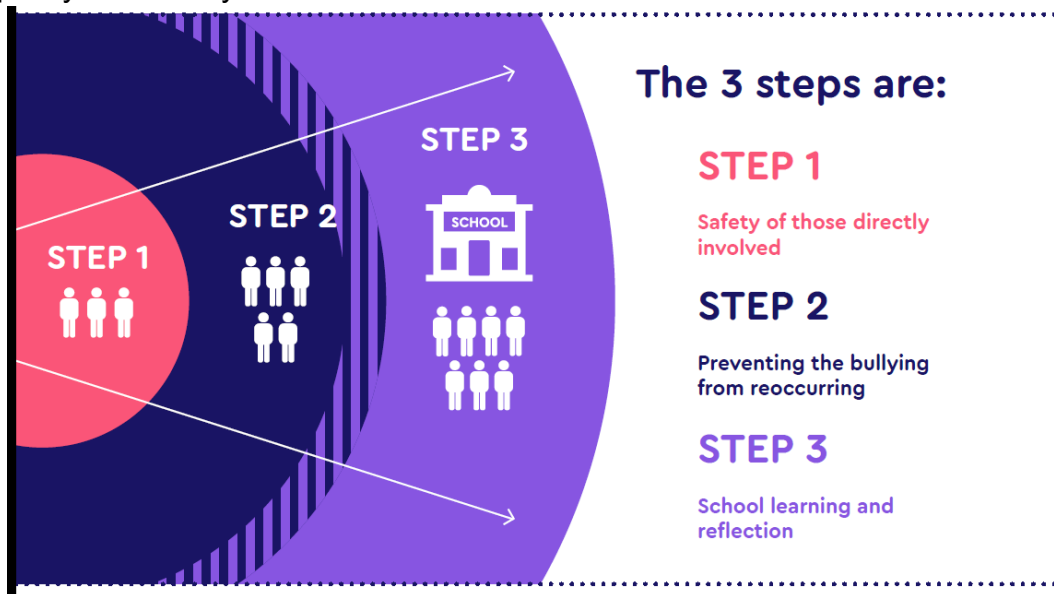 The 3 steps are:
STEP 3
SCHOOL
STEP 2
STEP 1
STEP 1
Safety of those directly
involved
STEP 2
Preventing the bullying
from reoccurring
STEP 3
School learning and
reflection